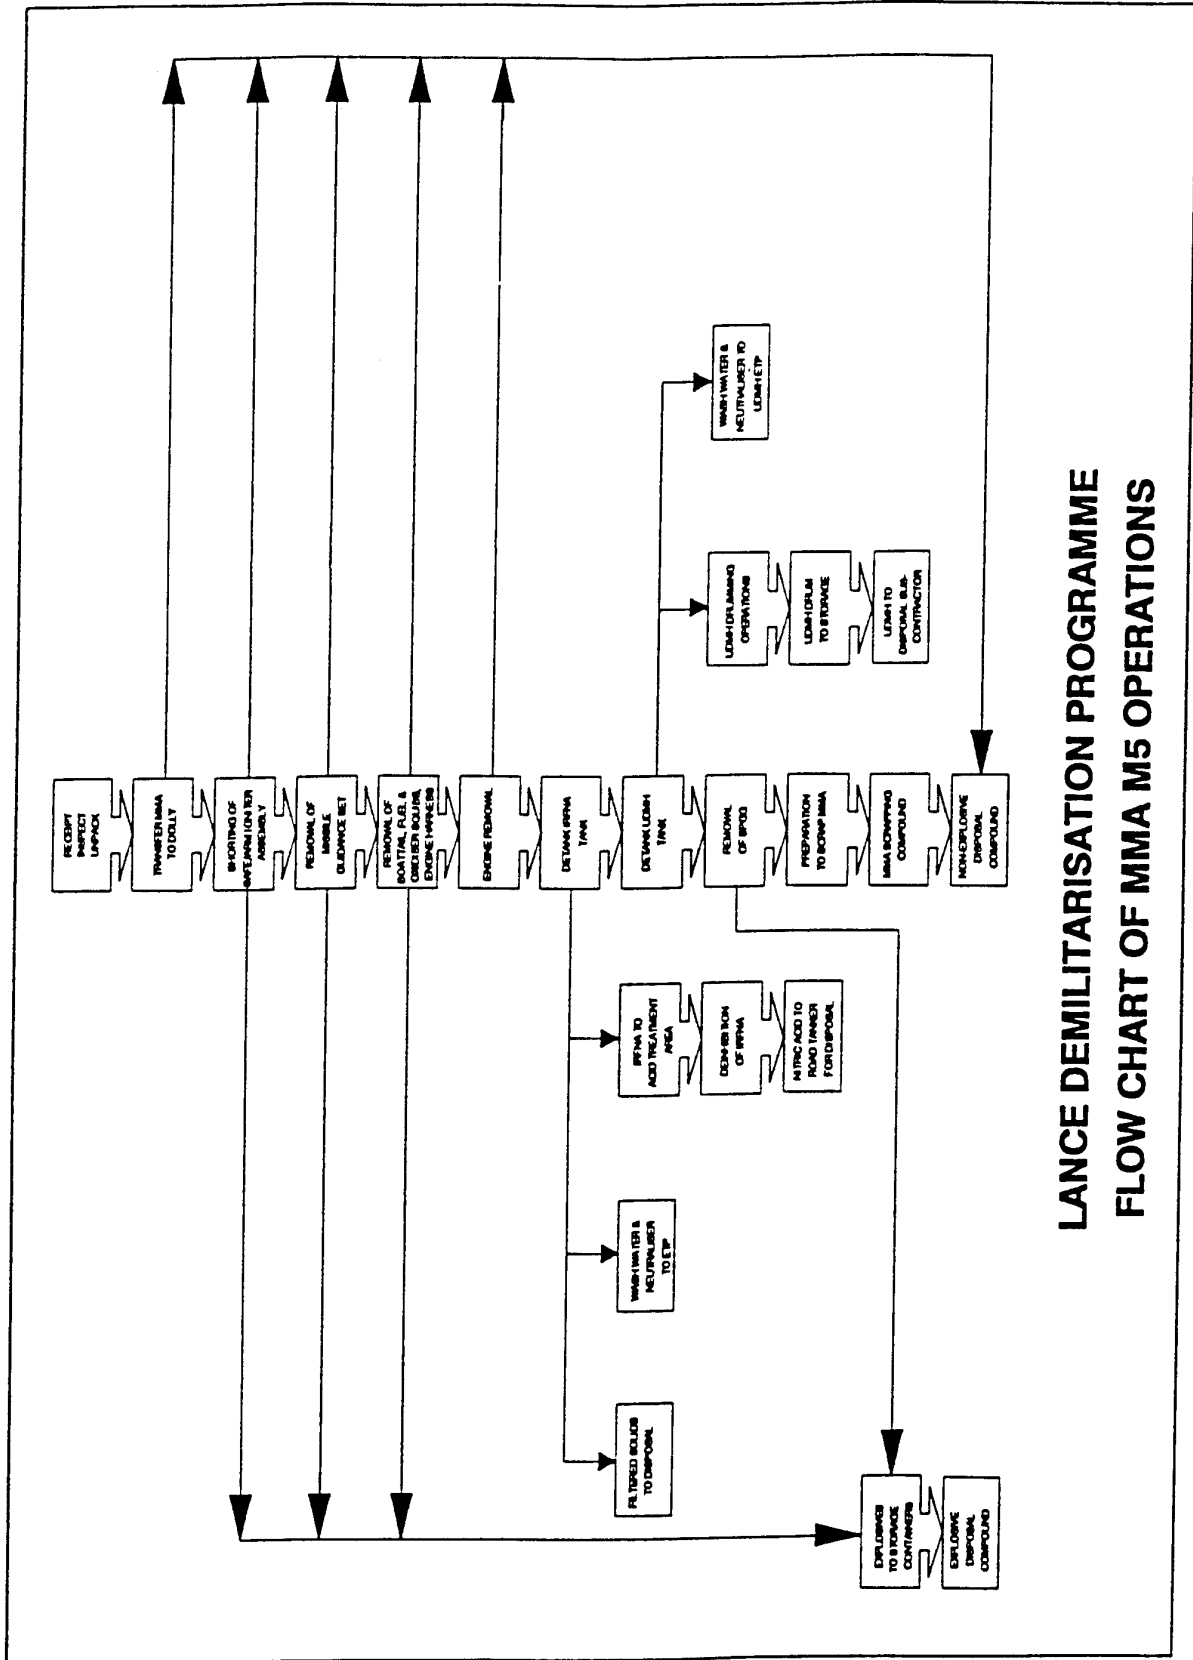 RECEIPT
INSPECT
UNPACK
TRANSFER MMA
TO DOLLY
SHORTING OF
SAFE/ARM IGNITER
ASSEMBLY
REMOVAL OF
MISSILE
GUIDANCE SET
REMOVAL OF
BOATTAIL, FUEL &
OXIDISER BOLIDS,
ENGINE HARNESS
ENGINE REMOVAL
DETANK IRFNA
TANK
DETANK UDMH
TANK
REMOVAL
OF SPGG
PREPARATION
TO SCRAP MMA
MMA SCRAPPING
COMPOUND
NON-EXPLOSIVE
DISPOSAL
COMPOUND
WASH WATER &
NEUTRALISER TO
UDMH ETP
UDMH DRUMMING
OPERATIONS
UDMH DRUM
TO STORAGE
UDMH TO
DISPOSAL SUB-
CONTRACTOR
IRFNA TO
ACID TREATMENT
AREA
DEINHIBITION
OF IRFNA
NITRIC ACID TO
ROAD TANKER
FOR DISPOSAL
WASH WATER &
NEUTRALISER
TO ETP
FILTERED SOLIDS
TO DISPOSAL
EXPLOSIVES
TO STORAGE
CONTAINERS
EXPLOSIVE
DISPOSAL
COMPOUND
LANCE DEMILITARISATION PROGRAMME
FLOW CHART OF MMA M5 OPERATIONS